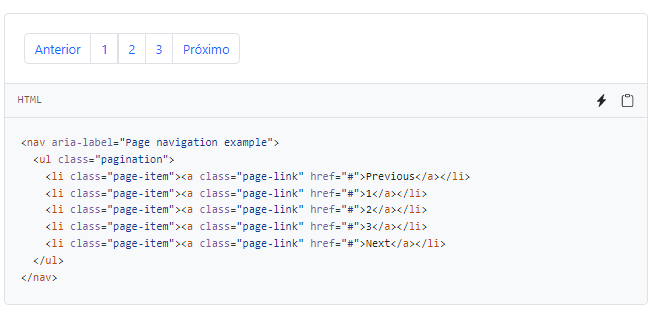 Anterior 1 2 3 Próximo
HTML
<nav aria-label="Page navigation example">
  <ul class="pagination">
    <li class="page-item"><a class="page-link" href="#">Previous</a></li>
    <li class="page-item"><a class="page-link" href="#">1</a></li>
    <li class="page-item"><a class="page-link" href="#">2</a></li>
    <li class="page-item"><a class="page-link" href="#">3</a></li>
    <li class="page-item"><a class="page-link" href="#">Next</a></li>
  </ul>
</nav>